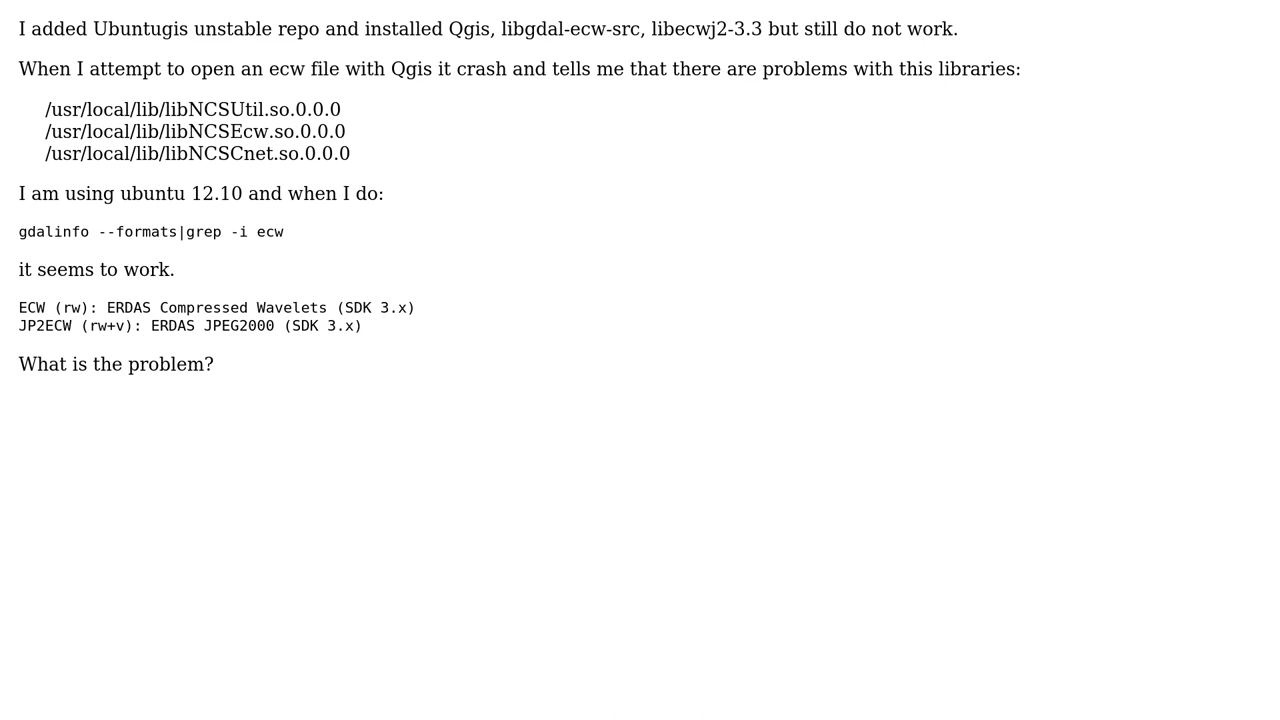 I added Ubuntugis unstable repo and installed Qgis, libgdal-ecw-src, libecwj2-3.3 but still do not work.
When I attempt to open an ecw file with Qgis it crash and tells me that there are problems with this libraries:
/usr/local/lib/libNCSUtil.so.0.0.0
/usr/local/lib/libNCSEcw.so.0.0.0
/usr/local/lib/libNCSCnet.so.0.0.0
I am using ubuntu 12.10 and when I do:
gdalinfo --formats|grep -i ecw
it seems to work.
ECW (rw): ERDAS Compressed Wavelets (SDK 3.x)
JP2ECW (rw+v): ERDAS JPEG2000 (SDK 3.x)
What is the problem?